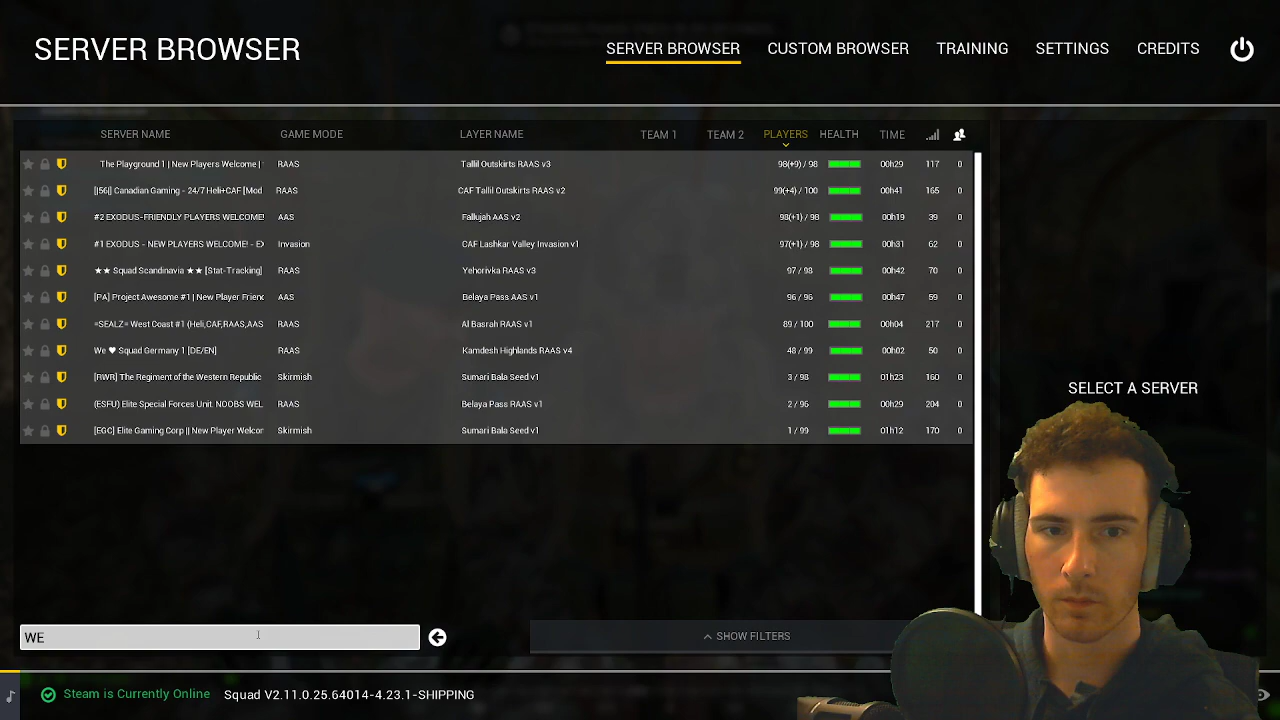 SERVER BROWSER
SERVER BROWSER CUSTOM BROWSER TRAINING SETTINGS CREDITS
SERVER NAME GAME MODE LAYER NAME TEAM 1 TEAM 2 PLAYERS HEALTH TIME
The Playground 1 | New Players Welcome | RAAS Tallil Outskirts RAAS v3 98(+9) / 98 00h29 117 0
[|56|] Canadian Gaming - 24/7 Heli+CAF [Mod RAAS CAF Tallil Outskirts RAAS v2 99(+4) / 100 00h41 165 0
#2 EXODUS-FRIENDLY PLAYERS WELCOME! AAS Fallujah AAS v2 98(+1) / 98 00h19 39 0
#1 EXODUS - NEW PLAYERS WELCOME! - EX Invasion CAF Lashkar Valley Invasion v1 97(+1) / 98 00h31 62 0
★★ Squad Scandinavia ★★ [Stat-Tracking] RAAS Yehorivka RAAS v3 97 / 98 00h42 70 0
[PA] Project Awesome #1 | New Player Frienc AAS Belaya Pass AAS v1 96 / 96 00h47 59 0
=SEALZ= West Coast #1 (Heli,CAF,RAAS,AAS RAAS Al Basrah RAAS v1 89 / 100 00h04 217 0
We ♥ Squad Germany 1 [DE/EN] RAAS Kamdesh Highlands RAAS v4 48 / 99 00h02 50 0
[RWR] The Regiment of the Western Republic Skirmish Sumari Bala Seed v1 3 / 98 01h23 160 0
(ESFU) Elite Special Forces Unit. NOOBS WEL RAAS Belaya Pass RAAS v1 2 / 96 00h29 204 0
[EGC] Elite Gaming Corp || New Player Welcor Skirmish Sumari Bala Seed v1 1 / 99 01h12 170 0
SELECT A SERVER
WE
SHOW FILTERS
Steam is Currently Online Squad V2.11.0.25.64014-4.23.1-SHIPPING